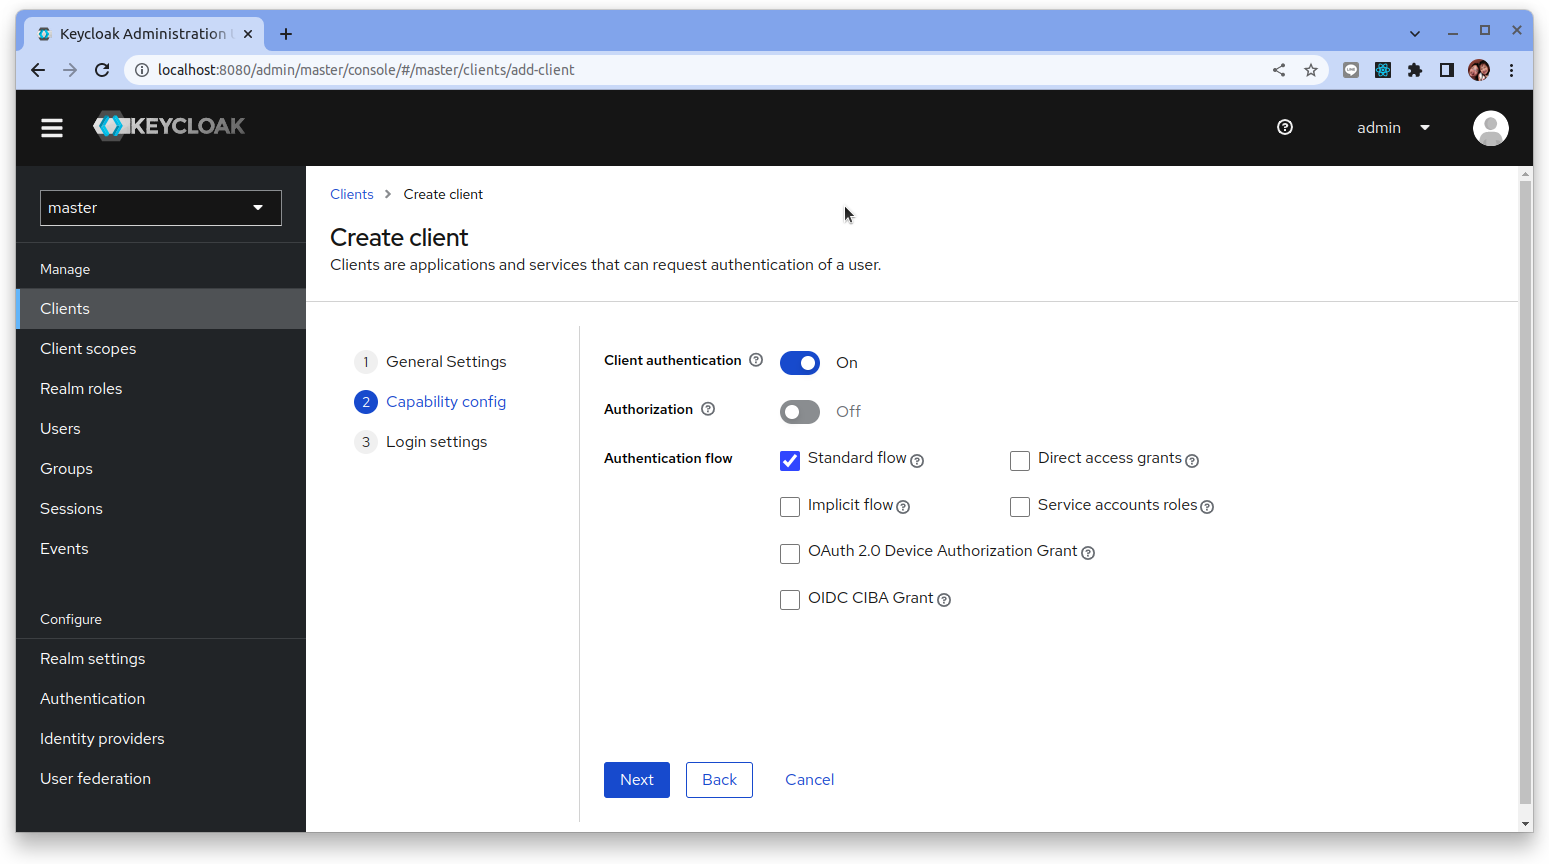 Keycloak Administration
localhost:8080/admin/master/console/#/master/clients/add-client
KEYCLOAK
admin
master
Manage
Clients
Client scopes
Realm roles
Users
Groups
Sessions
Events
Configure
Realm settings
Authentication
Identity providers
User federation
Clients > Create client
Create client
Clients are applications and services that can request authentication of a user.
1 General Settings
2 Capability config
3 Login settings
Client authentication ? On
Authorization ? Off
Authentication flow
Standard flow ? Direct access grants ?
Implicit flow ? Service accounts roles ?
OAuth 2.0 Device Authorization Grant ?
OIDC CIBA Grant ?
Next Back Cancel